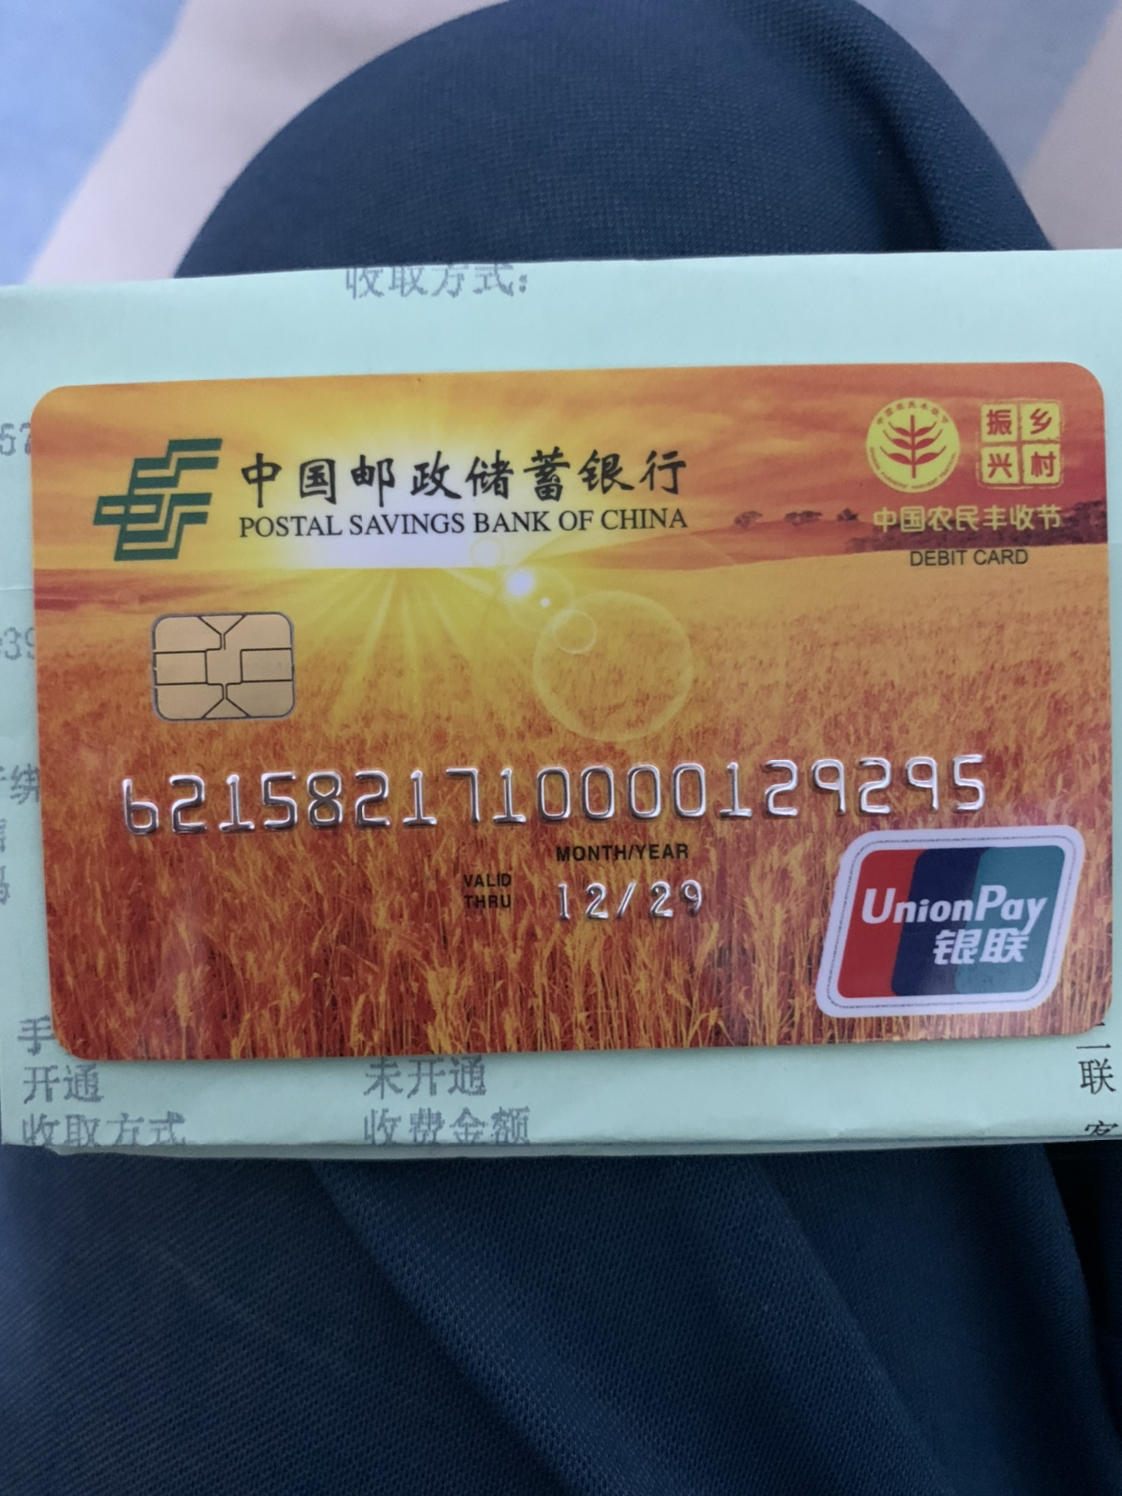 收取方式:
中国邮政储蓄银行
POSTAL SAVINGS BANK OF CHINA
振乡
兴村
中国农民丰收节
DEBIT CARD
6215821710000129295
MONTH/YEAR
VALID
THRU
12/29
UnionPay
银联
手
开通
未开通
收取方式
收费金额
联